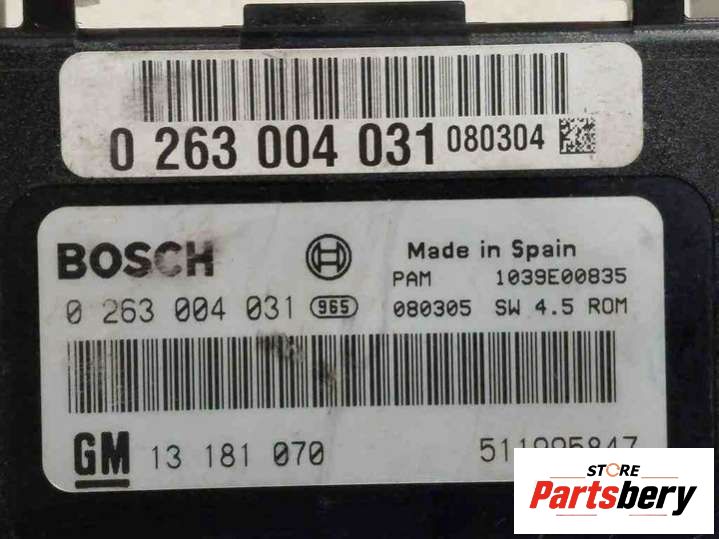 0 263 004 031 080304
BOSCH
Made in Spain
PAM 1039E00835
0 263 004 031 965 080305 SW 4.5 ROM
GM 13 181 070
STORE
Partsbery